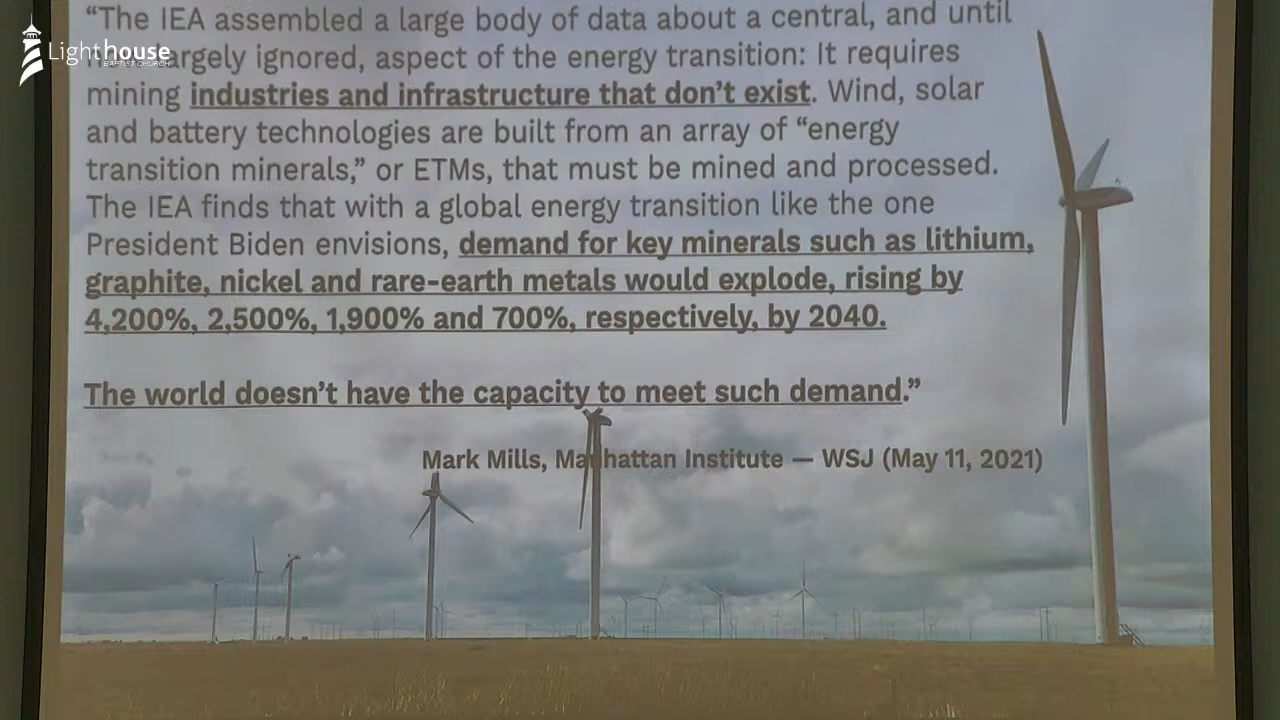 “The IEA assembled a large body of data about a central, and until
Lighthouse
BAPTIST CHURCH
largely ignored, aspect of the energy transition: It requires
mining industries and infrastructure that don’t exist. Wind, solar
and battery technologies are built from an array of “energy
transition minerals,” or ETMs, that must be mined and processed.
The IEA finds that with a global energy transition like the one
President Biden envisions, demand for key minerals such as lithium,
graphite, nickel and rare-earth metals would explode, rising by
4,200%, 2,500%, 1,900% and 700%, respectively, by 2040.
The world doesn’t have the capacity to meet such demand.”
Mark Mills, Manhattan Institute — WSJ (May 11, 2021)